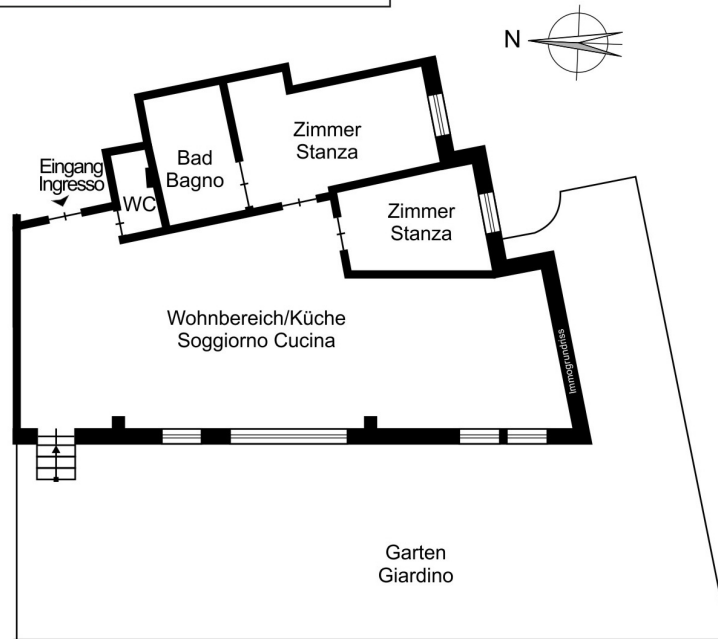 N
Zimmer
Stanza
Bad
Bagno
Eingang
Ingresso
WC
Zimmer
Stanza
Wohnbereich/Küche
Soggiorno Cucina
Immogrundriss
Garten
Giardino